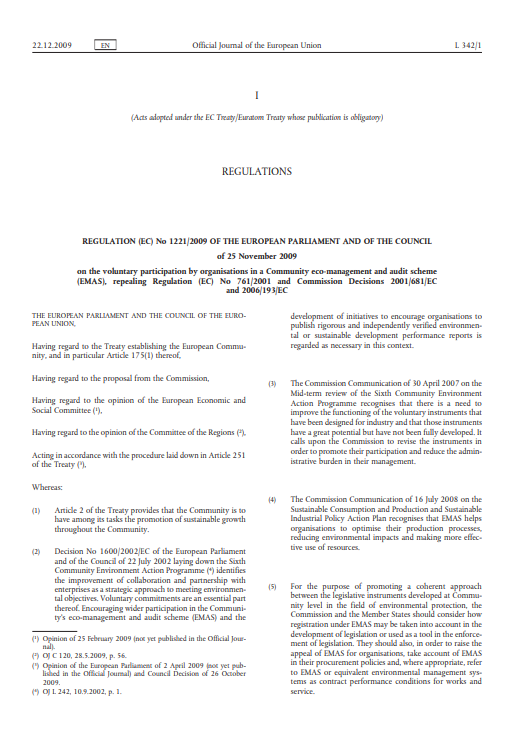 22.12.2009 EN Official Journal of the European Union L 342/1
I
(Acts adopted under the EC Treaty/Euratom Treaty whose publication is obligatory)
REGULATIONS
REGULATION (EC) No 1221/2009 OF THE EUROPEAN PARLIAMENT AND OF THE COUNCIL
of 25 November 2009
on the voluntary participation by organisations in a Community eco-management and audit scheme
(EMAS), repealing Regulation (EC) No 761/2001 and Commission Decisions 2001/681/EC
and 2006/193/EC
THE EUROPEAN PARLIAMENT AND THE COUNCIL OF THE EURO-
PEAN UNION,
Having regard to the Treaty establishing the European Commu-
nity, and in particular Article 175(1) thereof,
Having regard to the proposal from the Commission,
Having regard to the opinion of the European Economic and
Social Committee (1),
Having regard to the opinion of the Committee of the Regions (2),
Acting in accordance with the procedure laid down in Article 251
of the Treaty (3),
Whereas:
(1) Article 2 of the Treaty provides that the Community is to
have among its tasks the promotion of sustainable growth
throughout the Community.
(2) Decision No 1600/2002/EC of the European Parliament
and of the Council of 22 July 2002 laying down the Sixth
Community Environment Action Programme (4) identifies
the improvement of collaboration and partnership with
enterprises as a strategic approach to meeting environmen-
tal objectives. Voluntary commitments are an essential part
thereof. Encouraging wider participation in the Communi-
ty's eco-management and audit scheme (EMAS) and the
(1) Opinion of 25 February 2009 (not yet published in the Official Jour-
nal).
(2) OJ C 120, 28.5.2009, p. 56.
(3) Opinion of the European Parliament of 2 April 2009 (not yet pub-
lished in the Official Journal) and Council Decision of 26 October
2009.
(4) OJ L 242, 10.9.2002, p. 1.
development of initiatives to encourage organisations to
publish rigorous and independently verified environmen-
tal or sustainable development performance reports is
regarded as necessary in this context.
(3) The Commission Communication of 30 April 2007 on the
Mid-term review of the Sixth Community Environment
Action Programme recognises that there is a need to
improve the functioning of the voluntary instruments that
have been designed for industry and that those instruments
have a great potential but have not been fully developed. It
calls upon the Commission to revise the instruments in
order to promote their participation and reduce the admin-
istrative burden in their management.
(4) The Commission Communication of 16 July 2008 on the
Sustainable Consumption and Production and Sustainable
Industrial Policy Action Plan recognises that EMAS helps
organisations to optimise their production processes,
reducing environmental impacts and making more effec-
tive use of resources.
(5) For the purpose of promoting a coherent approach
between the legislative instruments developed at Commu-
nity level in the field of environmental protection, the
Commission and the Member States should consider how
registration under EMAS may be taken into account in the
development of legislation or used as a tool in the enforce-
ment of legislation. They should also, in order to raise the
appeal of EMAS for organisations, take account of EMAS
in their procurement policies and, where appropriate, refer
to EMAS or equivalent environmental management sys-
tems as contract performance conditions for works and
service.